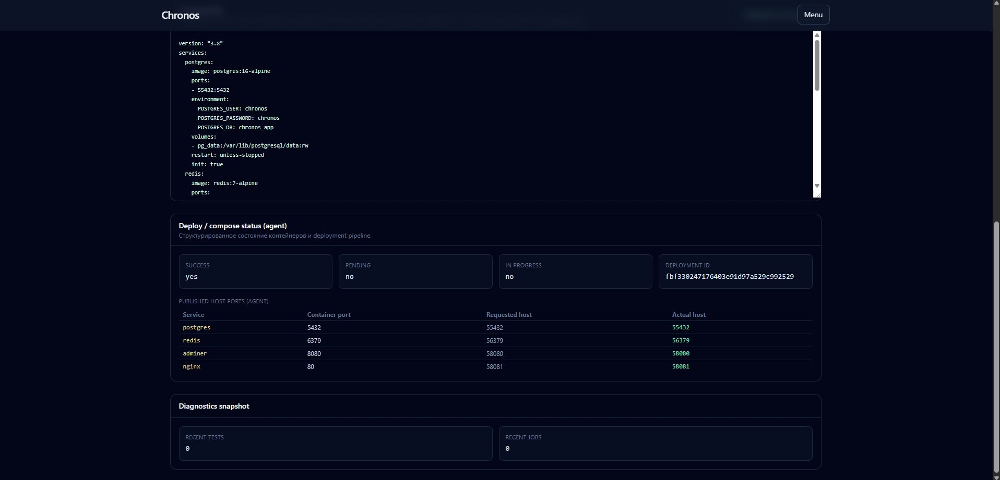 Chronos
Menu
version: "3.8"
services:
  postgres:
    image: postgres:16-alpine
    ports:
    - 55432:5432
    environment:
      POSTGRES_USER: chronos
      POSTGRES_PASSWORD: chronos
      POSTGRES_DB: chronos_app
    volumes:
    - pg_data:/var/lib/postgresql/data:rw
    restart: unless-stopped
    init: true
  redis:
    image: redis:7-alpine
    ports:
Deploy / compose status (agent)
Структурированное состояние контейнеров и deployment pipeline.
SUCCESS PENDING IN PROGRESS DEPLOYMENT ID
yes no no fbf330247176403e91d97a529c992529
PUBLISHED HOST PORTS (AGENT)
Service Container port Requested host Actual host
postgres 5432 55432 55432
redis 6379 56379 56379
adminer 8080 58080 58080
nginx 80 58081 58081
Diagnostics snapshot
RECENT TESTS RECENT JOBS
0 0